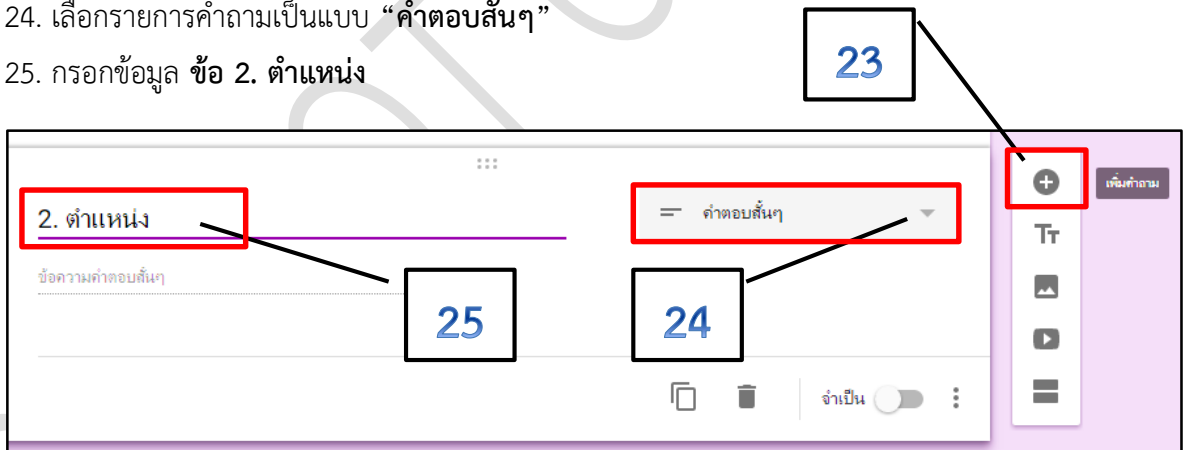 24. เลือกรายการคำถามเป็นแบบ “คำตอบสั้นๆ”
25. กรอกข้อมูล ข้อ 2. ตำแหน่ง
23
2. ตำแหน่ง
คำตอบสั้นๆ
เพิ่มคำถาม
Tт
ข้อความคำตอบสั้นๆ
25
24
จำเป็น